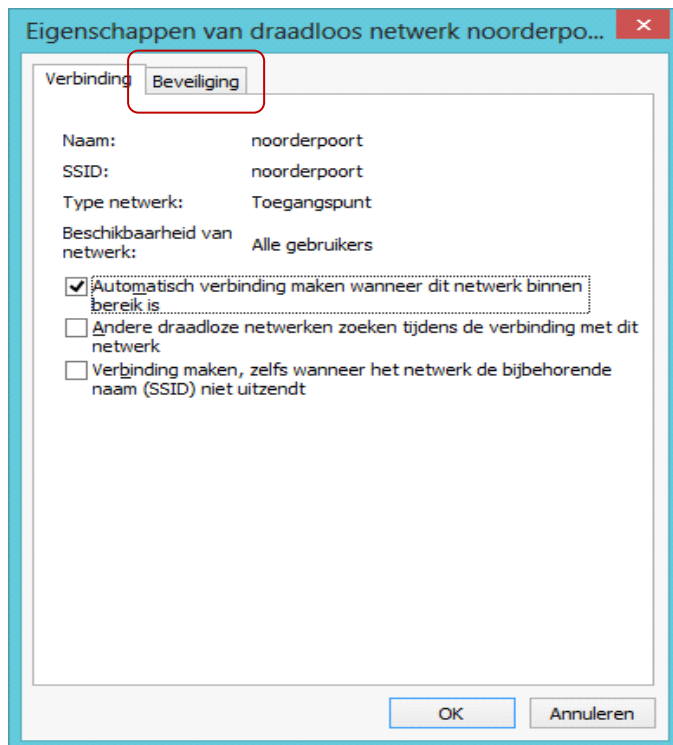 Eigenschappen van draadloos netwerk noorderpo...
Verbinding Beveiliging
Naam: noorderpoort
SSID: noorderpoort
Type netwerk: Toegangspunt
Beschikbaarheid van
netwerk: Alle gebruikers
Automatisch verbinding maken wanneer dit netwerk binnen
bereik is
Andere draadloze netwerken zoeken tijdens de verbinding met dit
netwerk
Verbinding maken, zelfs wanneer het netwerk de bijbehorende
naam (SSID) niet uitzendt
OK Annuleren